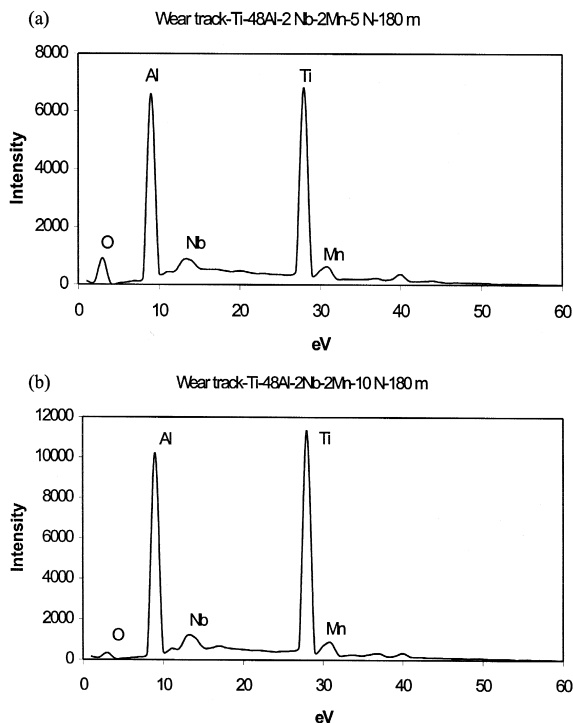 (a)
Wear track-Ti-48Al-2 Nb-2Mn-5 N-180 m
8000
6000
4000
2000
0
Intensity
Al
Ti
O
Nb
Mn
0 10 20 30 40 50 60
eV
(b)
Wear track-Ti-48Al-2Nb-2Mn-10 N-180 m
12000
10000
8000
6000
4000
2000
0
Intensity
Al
Ti
Nb
O
Mn
0 10 20 30 40 50 60
eV